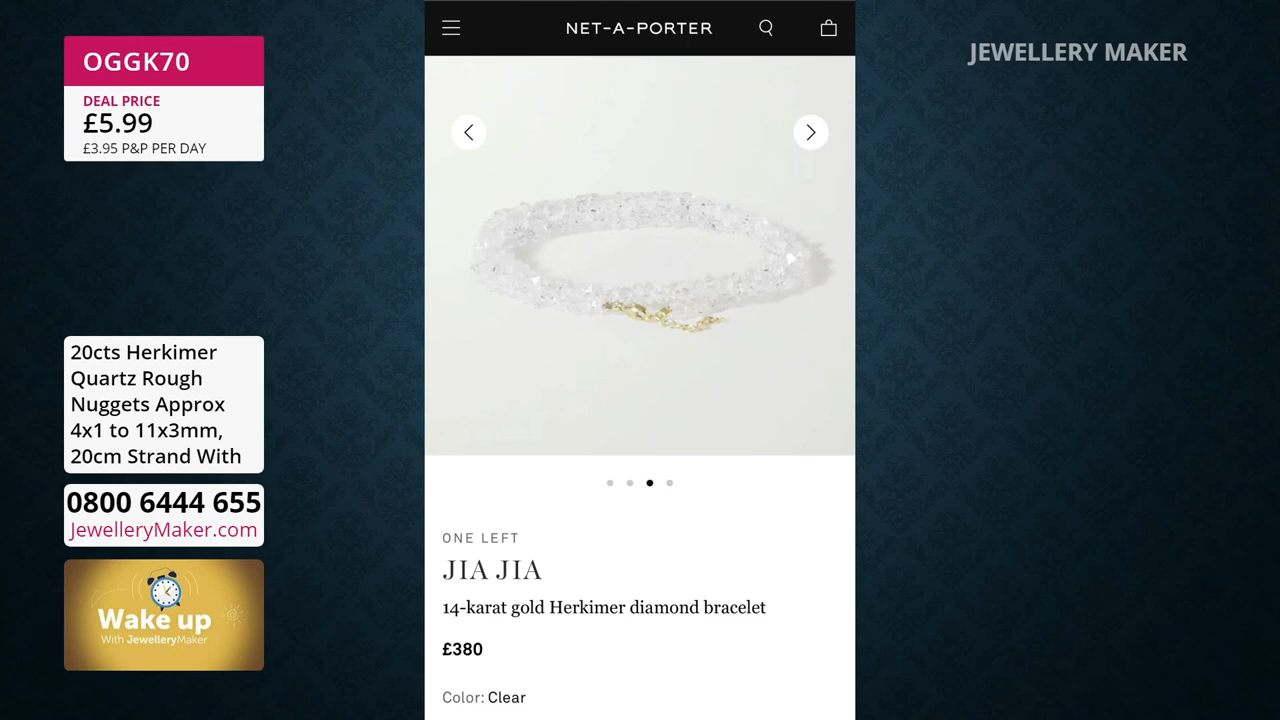 OGGK70
DEAL PRICE
£5.99
£3.95 P&P PER DAY
20cts Herkimer
Quartz Rough
Nuggets Approx
4x1 to 11x3mm,
20cm Strand With
0800 6444 655
JewelleryMaker.com
Wake up
With JewelleryMaker
NET-A-PORTER
ONE LEFT
JIA JIA
14-karat gold Herkimer diamond bracelet
£380
Color: Clear
JEWELLERY MAKER